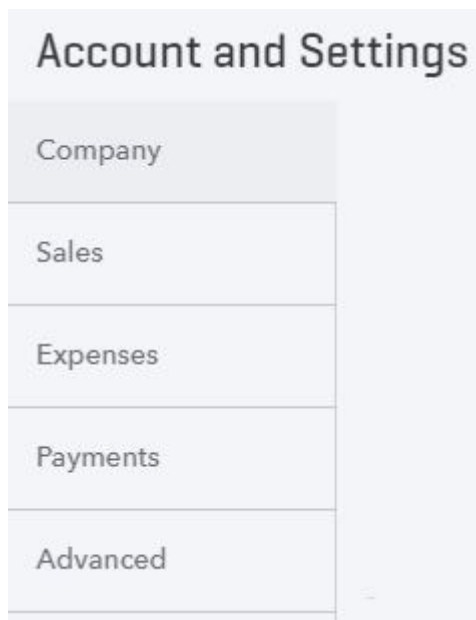 Account and Settings
Company
Sales
Expenses
Payments
Advanced